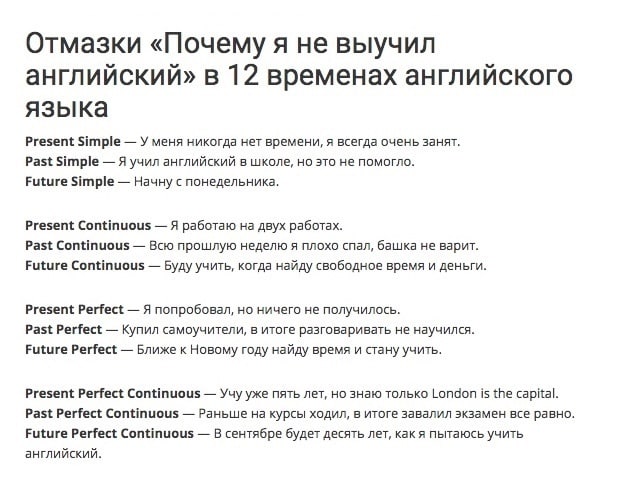 Отмазки «Почему я не выучил
английский» в 12 временах английского
языка
Present Simple — У меня никогда нет времени, я всегда очень занят.
Past Simple — Я учил английский в школе, но это не помогло.
Future Simple — Начну с понедельника.
Present Continuous — Я работаю на двух работах.
Past Continuous — Всю прошлую неделю я плохо спал, башка не варит.
Future Continuous — Буду учить, когда найду свободное время и деньги.
Present Perfect — Я попробовал, но ничего не получилось.
Past Perfect — Купил самоучители, в итоге разговаривать не научился.
Future Perfect — Ближе к Новому году найду время и стану учить.
Present Perfect Continuous — Учу уже пять лет, но знаю только London is the capital.
Past Perfect Continuous — Раньше на курсы ходил, в итоге завалил экзамен все равно.
Future Perfect Continuous — В сентябре будет десять лет, как я пытаюсь учить
английский.